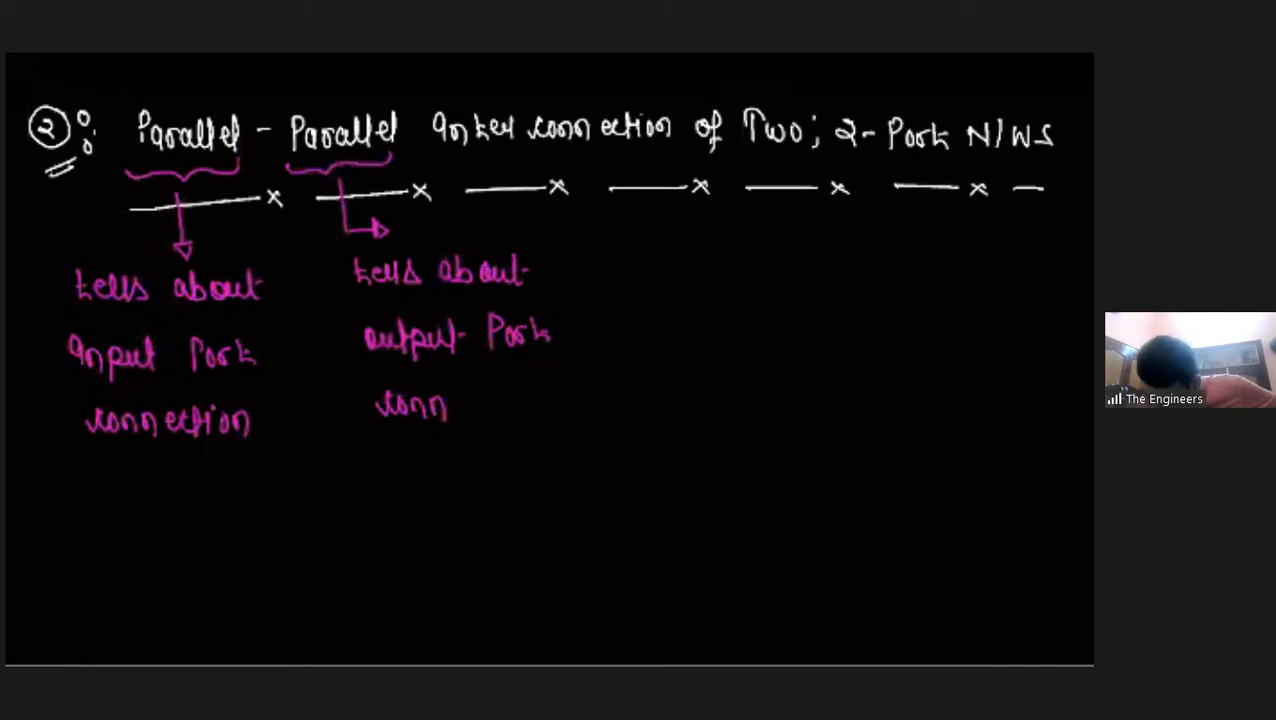 ② : Parallel - Parallel Interconnection of Two; 2-Port N/WS
tells about
Input Port
connection
tells about
output Port
conn
The Engineers